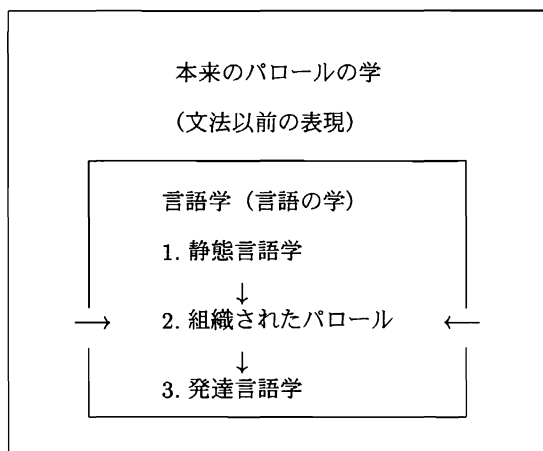 本来のパロールの学
(文法以前の表現)
言語学（言語の学）
1. 静態言語学
↓
→ 2. 組織されたパロール ←
↓
3. 発達言語学